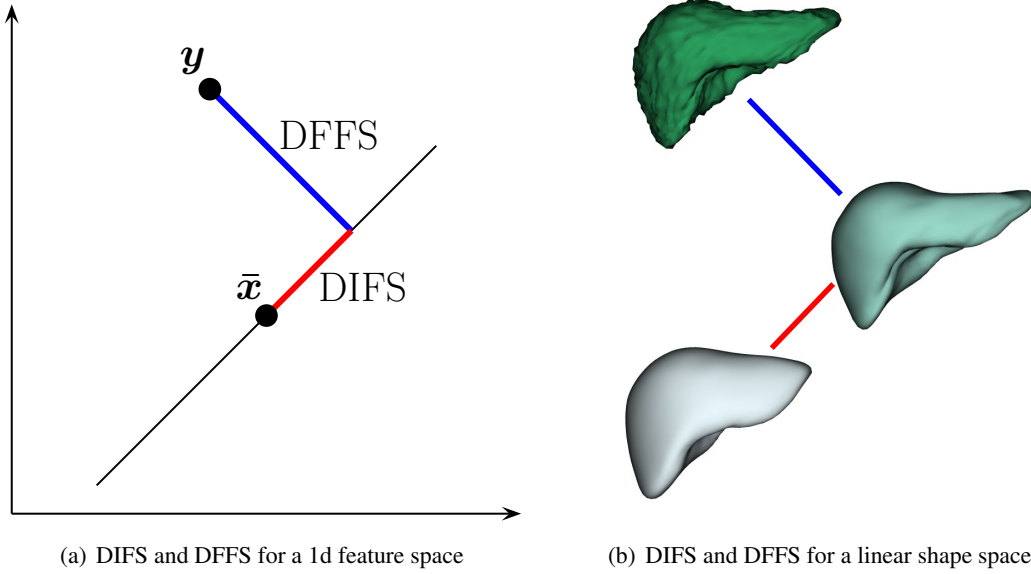 y
DFFS
x̄
DIFS
(a) DIFS and DFFS for a 1d feature space
(b) DIFS and DFFS for a linear shape space